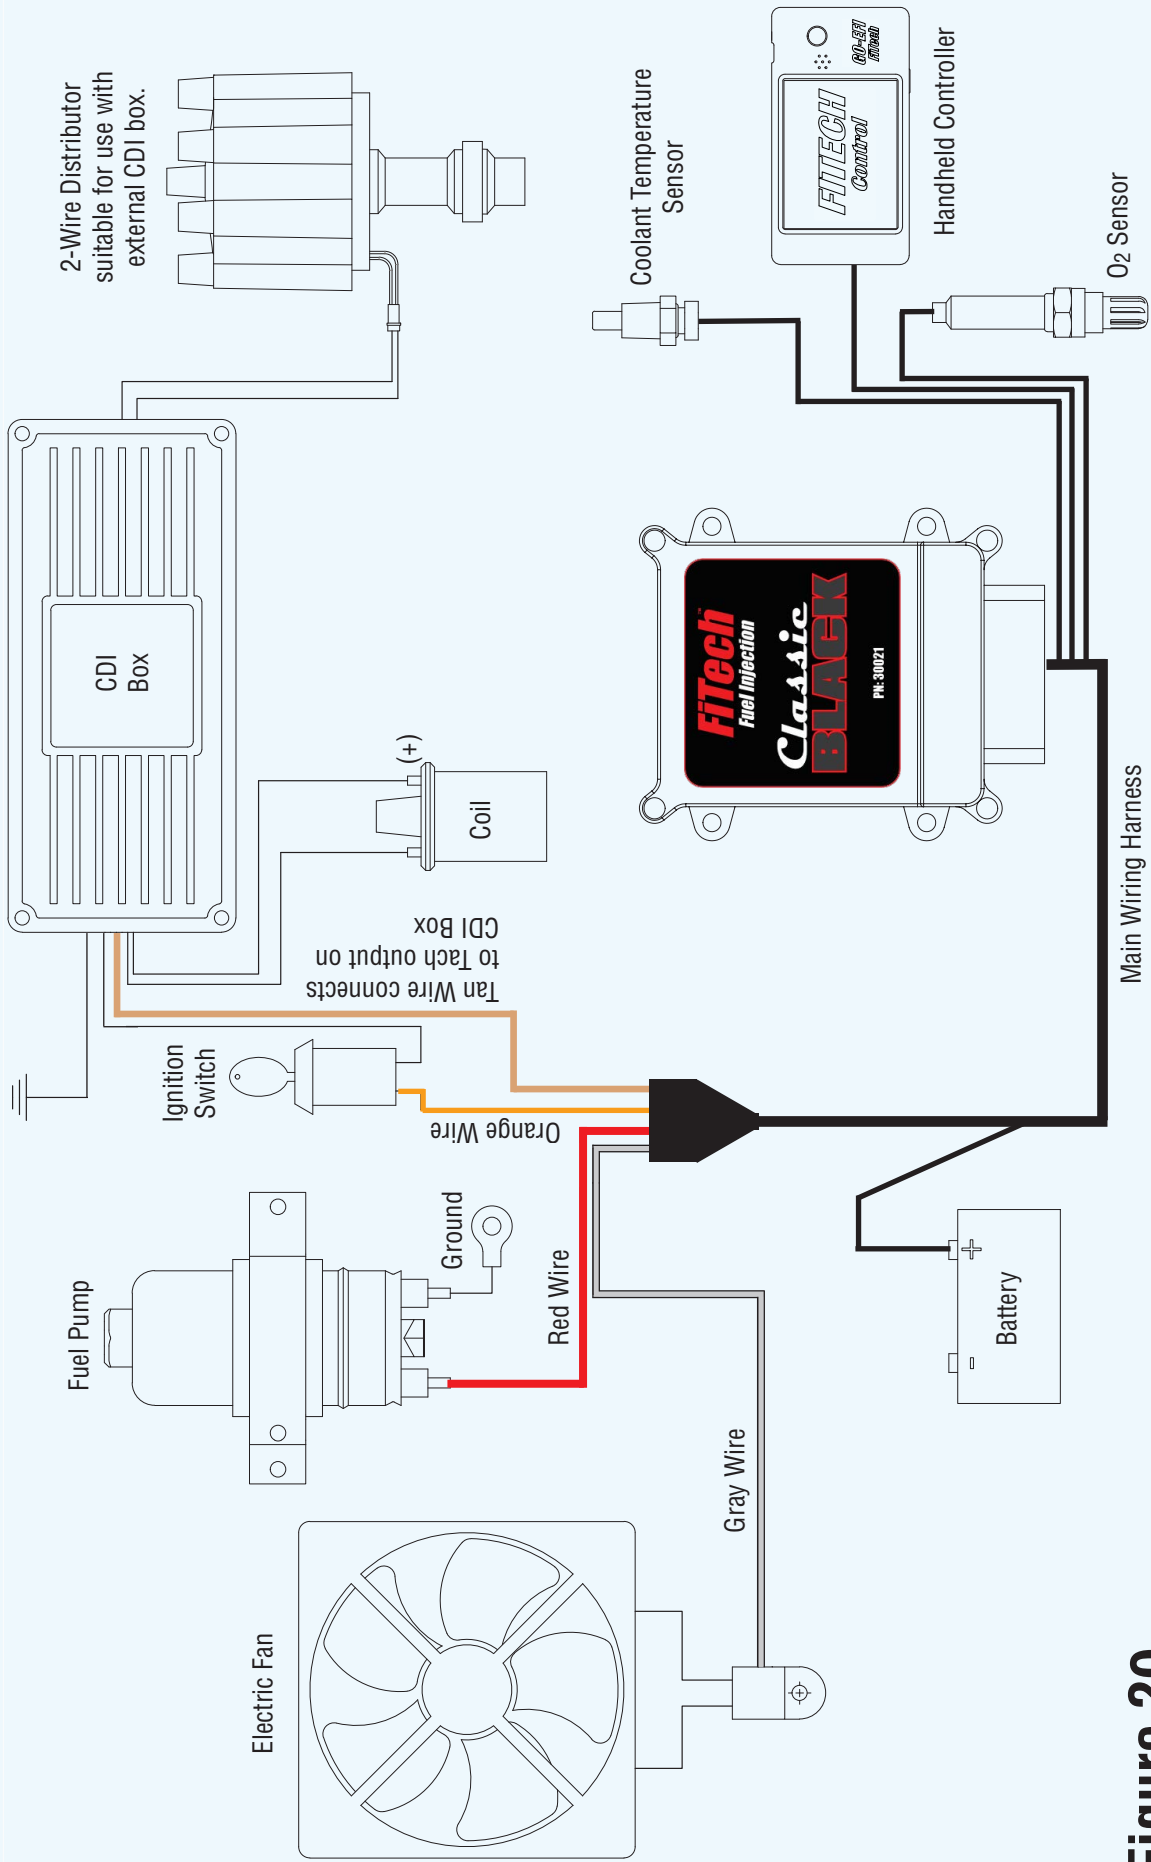 Electric Fan
Fuel Pump
Ground
Ignition
Switch
CDI
Box
2-Wire Distributor
suitable for use with
external CDI box.
Tan Wire connects
to Tach output on
CDI Box
Coil
(+)
Orange Wire
Red Wire
Gray Wire
Coolant Temperature
Sensor
FITECH
Control
GO-EFI
FiTech
Handheld Controller
O2 Sensor
FiTech™
Fuel Injection
Classic
BLACK
PN: 30021
- +
Battery
Main Wiring Harness
Figure 20